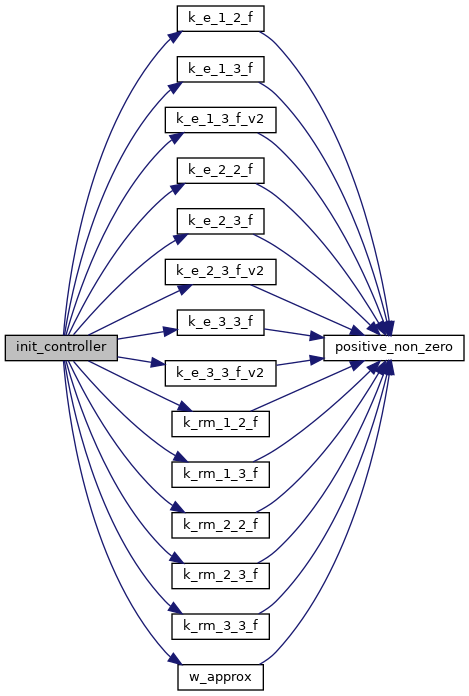 k_e_1_2_f
k_e_1_3_f
k_e_1_3_f_v2
k_e_2_2_f
k_e_2_3_f
k_e_2_3_f_v2
k_e_3_3_f
init_controller
positive_non_zero
k_e_3_3_f_v2
k_rm_1_2_f
k_rm_1_3_f
k_rm_2_2_f
k_rm_2_3_f
k_rm_3_3_f
w_approx